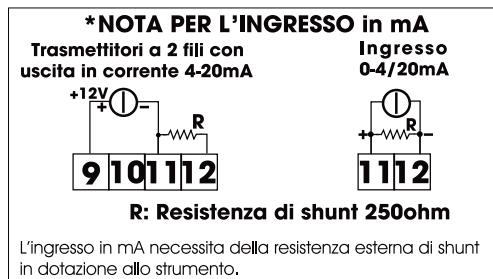 *NOTA PER L'INGRESSO in mA
Trasmettitori a 2 fili con
uscita in corrente 4-20mA
+12V
+ -
R
9 10 11 12
Ingresso
0-4/20mA
R
+ -
11 12
R: Resistenza di shunt 250ohm
L'ingresso in mA necessita della resistenza esterna di shunt
in dotazione allo strumento.